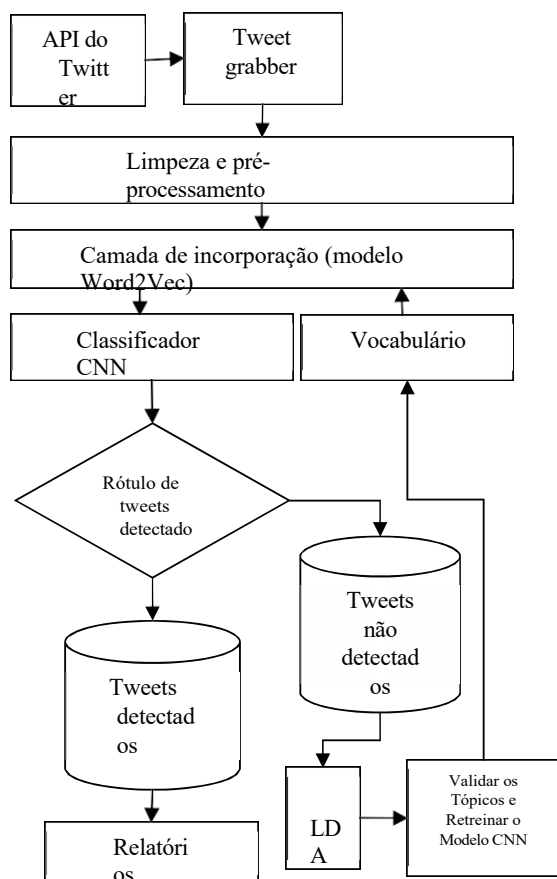 API do
Twitt
er
Tweet
grabber
Limpeza e pré-
processamento
Camada de incorporação (modelo
Word2Vec)
Classificador
CNN
Vocabulário
Rótulo de
tweets
detectado
Tweets
não
detectad
os
Tweets
detectad
os
LD
A
Validar os
Tópicos e
Retreinar o
Modelo CNN
Relatóri
os